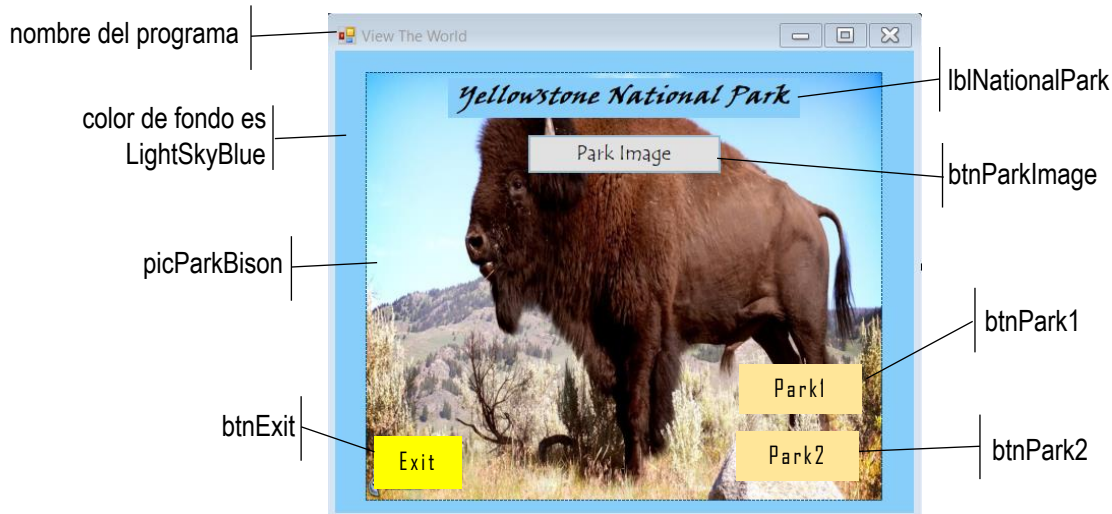 nombre del programa
View The World
color de fondo es
LightSkyBlue
Yellowstone National Park
lblNationalPark
Park Image
btnParkImage
picParkBison
btnPark1
Park1
btnExit
Exit
Park2
btnPark2